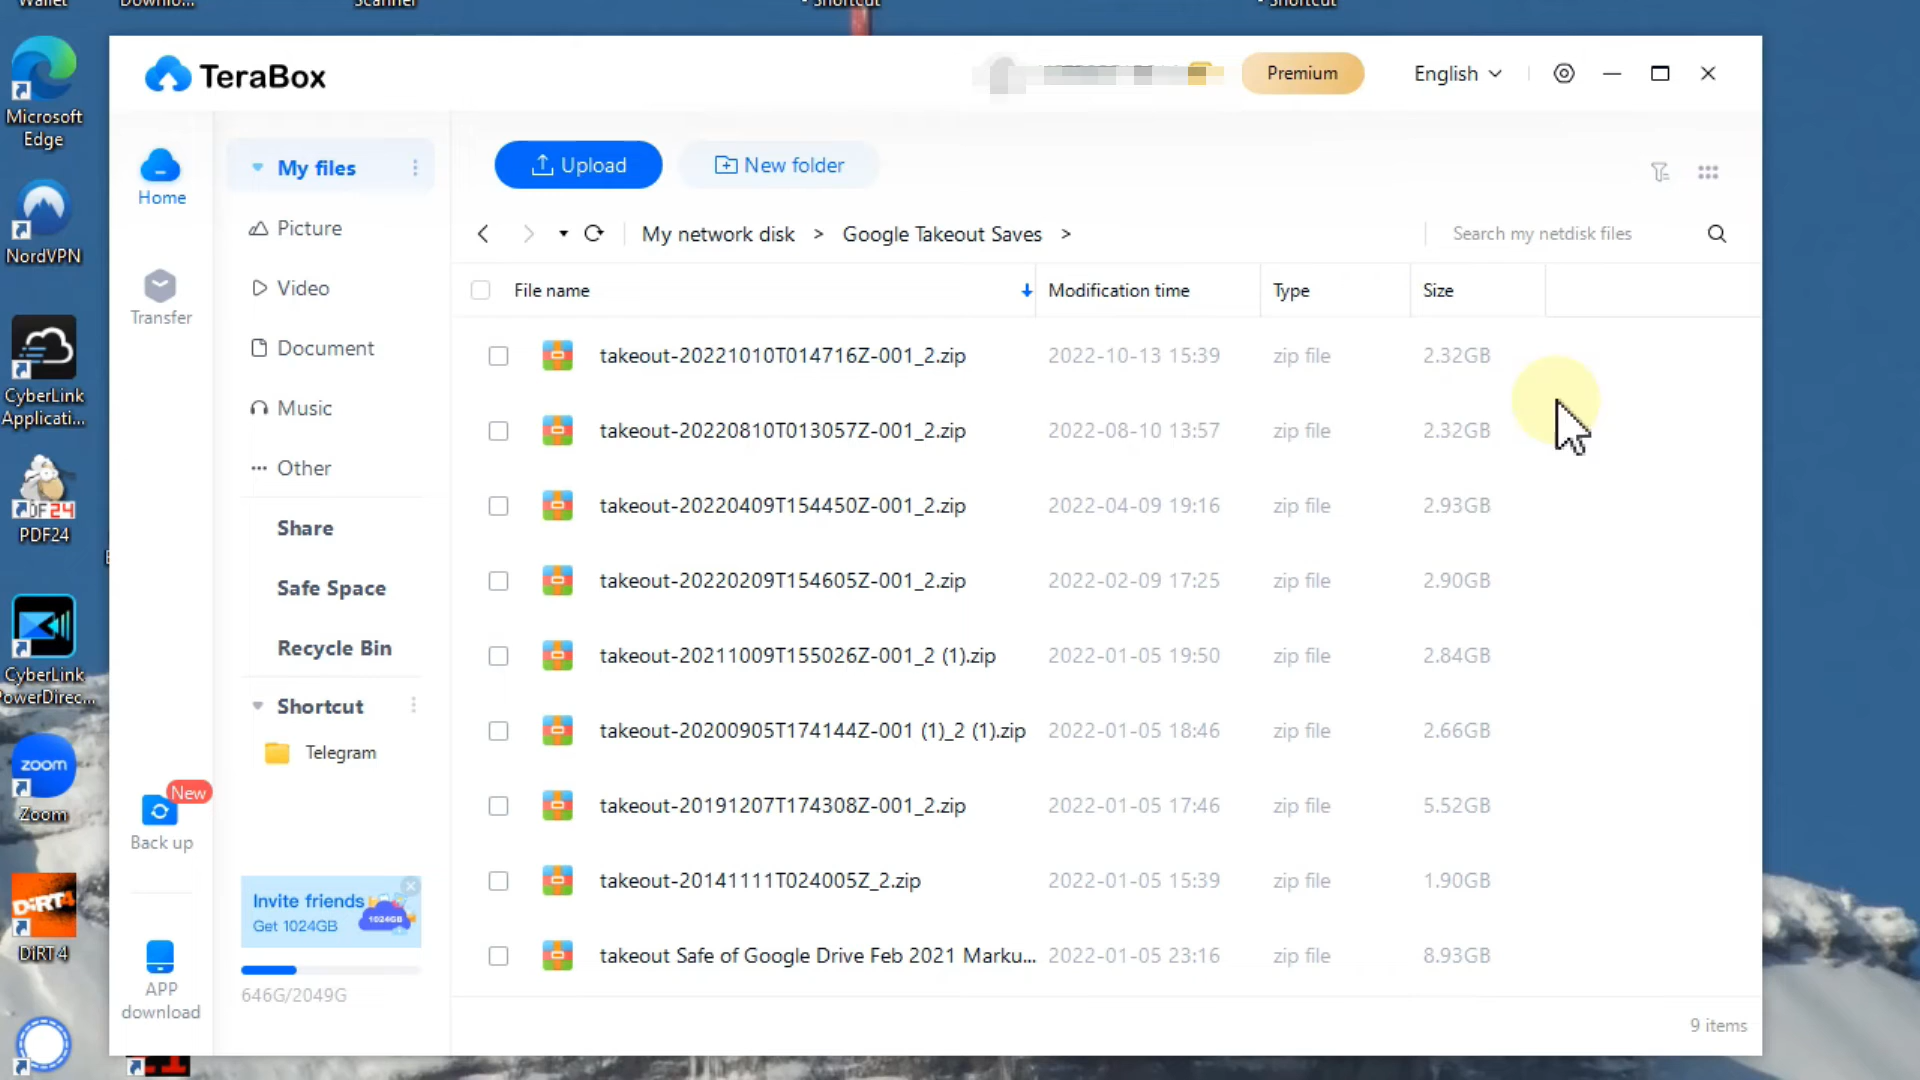 Scanner
- Shortcut
- Shortcut
TeraBox
Premium
English
Microsoft
Edge
NordVPN
CyberLink
Applicati...
PDF24
CyberLink
PowerDirec...
zoom
Zoom
DiRT4
DiRT 4
Home
Transfer
New
Back up
APP
download
My files
Picture
Video
Document
Music
Other
Share
Safe Space
Recycle Bin
Shortcut
Telegram
Invite friends
Get 1024GB
1024GB
646G/2049G
Upload
New folder
My network disk > Google Takeout Saves >
Search my netdisk files
File name Modification time Type Size
takeout-20221010T014716Z-001_2.zip 2022-10-13 15:39 zip file 2.32GB
takeout-20220810T013057Z-001_2.zip 2022-08-10 13:57 zip file 2.32GB
takeout-20220409T154450Z-001_2.zip 2022-04-09 19:16 zip file 2.93GB
takeout-20220209T154605Z-001_2.zip 2022-02-09 17:25 zip file 2.90GB
takeout-20211009T155026Z-001_2 (1).zip 2022-01-05 19:50 zip file 2.84GB
takeout-20200905T174144Z-001 (1)_2 (1).zip 2022-01-05 18:46 zip file 2.66GB
takeout-20191207T174308Z-001_2.zip 2022-01-05 17:46 zip file 5.52GB
takeout-20141111T024005Z_2.zip 2022-01-05 15:39 zip file 1.90GB
takeout Safe of Google Drive Feb 2021 Marku... 2022-01-05 23:16 zip file 8.93GB
9 items